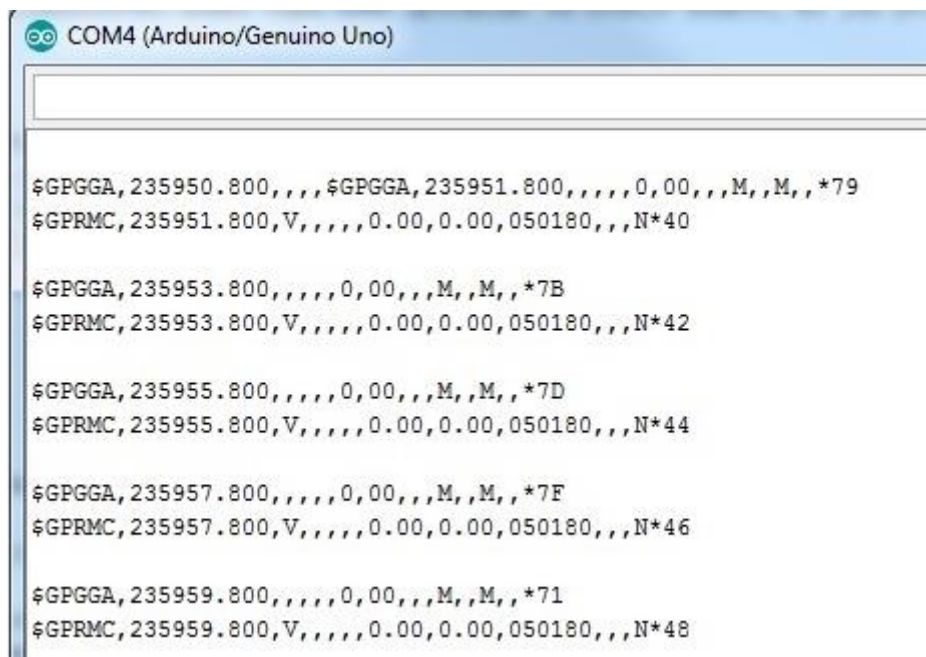 COM4 (Arduino/Genuino Uno)
$GPGGA,235950.800,,,,$GPGGA,235951.800,,,,,0,00,,,M,,M,,*79
$GPRMC,235951.800,V,,,,,0.00,0.00,050180,,,N*40
$GPGGA,235953.800,,,,,0,00,,,M,,M,,*7B
$GPRMC,235953.800,V,,,,,0.00,0.00,050180,,,N*42
$GPGGA,235955.800,,,,,0,00,,,M,,M,,*7D
$GPRMC,235955.800,V,,,,,0.00,0.00,050180,,,N*44
$GPGGA,235957.800,,,,,0,00,,,M,,M,,*7F
$GPRMC,235957.800,V,,,,,0.00,0.00,050180,,,N*46
$GPGGA,235959.800,,,,,0,00,,,M,,M,,*71
$GPRMC,235959.800,V,,,,,0.00,0.00,050180,,,N*48